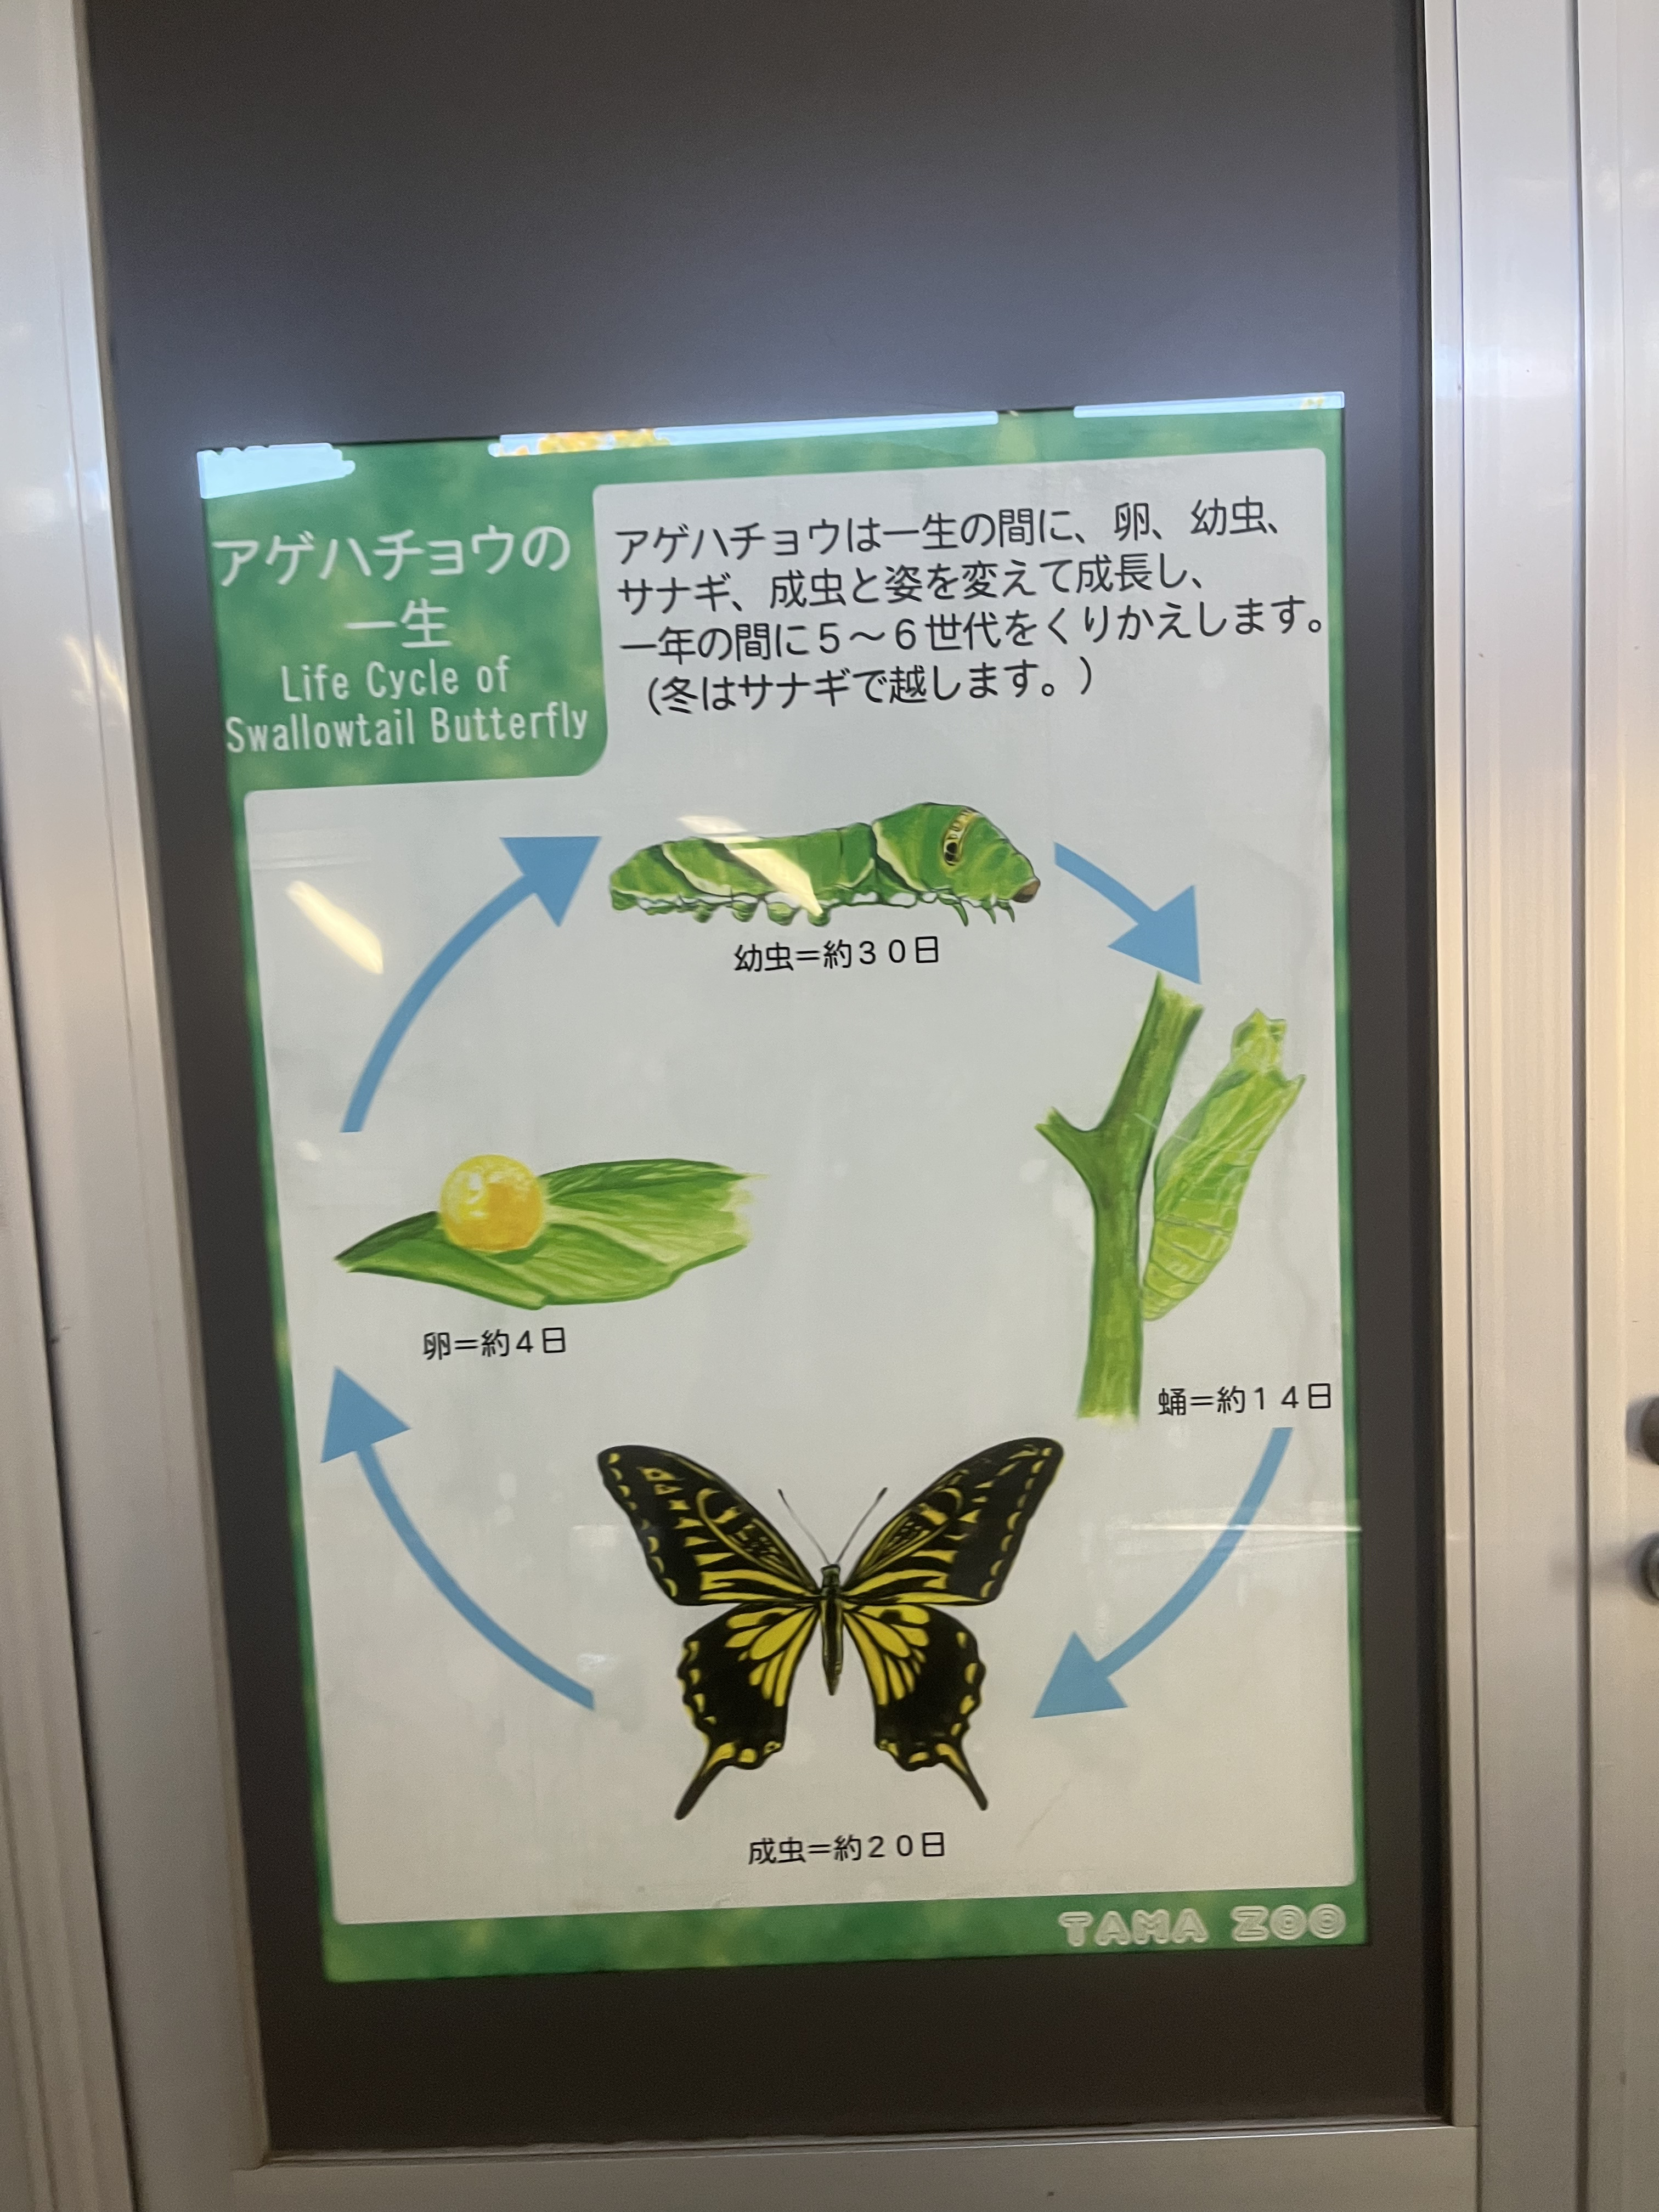 アゲハチョウの
一生
Life Cycle of
Swallowtail Butterfly
アゲハチョウは一生の間に、卵、幼虫、
サナギ、成虫と姿を変えて成長し、
一年の間に５〜６世代をくりかえします。
（冬はサナギで越します。）
幼虫＝約３０日
卵＝約４日
蛹＝約１４日
成虫＝約２０日
TAMA ZOO